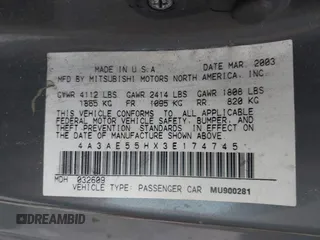 MADE IN U.S.A DATE MAR. 2003
MFD BY MITSUBISHI MOTORS NORTH AMERICA. INC
GVWR 4112 LBS GAWR 2414 LBS GAWR 1808 LBS
1865 KG FR 1095 KG RR 820 KG
THIS VEHICLE CONFORMS TO ALL APPLICABLE
FEDERAL MOTOR VEHICLE SAFETY, BUMPER, AND
THEFT PREVENTION STANDARDS IN EFFECT ON
THE DATE OF MANUFACTURE SHOWN ABOVE.
4A3AE55HX3E174745
MDH 032609
VEHICLE TYPE: PASSENGER CAR MU900281
DREAMBID